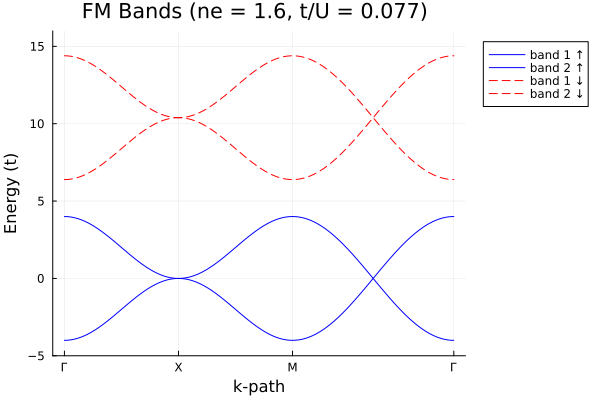 FM Bands (ne = 1.6, t/U = 0.077)
band 1 ↑
band 2 ↑
band 1 ↓
band 2 ↓
Energy (t)
15
10
5
0
−5
Γ X M Γ
k-path